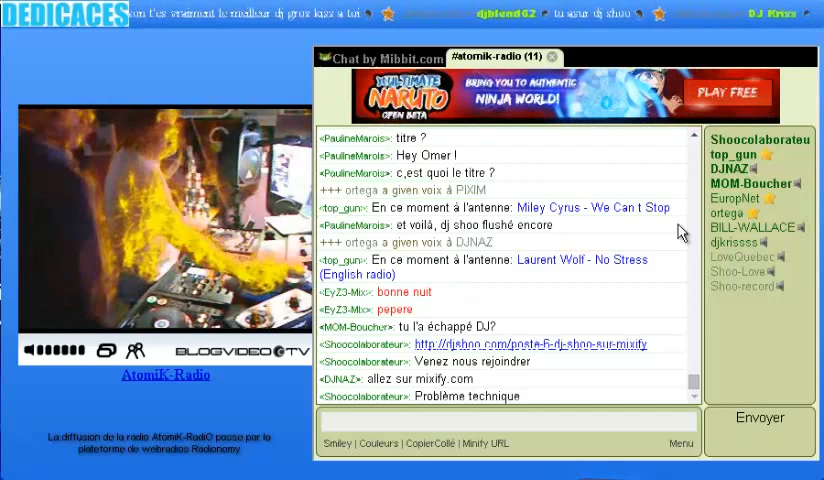 DEDICACES
on t'es vraiment le meilleur dj gros kiss a toi
djblend62
tu assur dj shoo
DJ Kriss
Chat by Mibbit.com
#atomik-radio (11)
ULTIMATE
NARUTO
OPEN BETA
BRING YOU TO AUTHENTIC
NINJA WORLD!
PLAY FREE
<PaulineMarois>: titre ?
<PaulineMarois>: Hey Omer !
<PaulineMarois>: c,est quoi le titre ?
+++ ortega a given voix à PIXIM
<top_gun>: En ce moment à l'antenne: Miley Cyrus - We Can t Stop
<PaulineMarois>: et voilà, dj shoo flushé encore
+++ ortega a given voix à DJNAZ
<top_gun>: En ce moment à l'antenne: Laurent Wolf - No Stress
(English radio)
<EyZ3-Mix>: bonne nuit
<EyZ3-Mix>: pepere
<MOM-Boucher>: tu l'a échappé DJ?
<Shoocolaborateur>: http://djshoo.com/poste-6-dj-shoo-sur-mixify
<Shoocolaborateur>: Venez nous rejoindrer
<DJNAZ>: allez sur mixify.com
<Shoocolaborateur>: Problème technique
Shoocolaborateu
top_gun
DJNAZ
MOM-Boucher
EuropNet
ortega
BILL-WALLACE
djkrissss
LoveQuebec
Shoo-Love
Shoo-record
Smiley | Couleurs | CopierCollé | Minify URL
Menu
Envoyer
BLOGVIDEO TV
AtomiK-Radio
La diffusion de la radio AtomiK-RadiO passe par la
plateforme de webradios Radionomy.